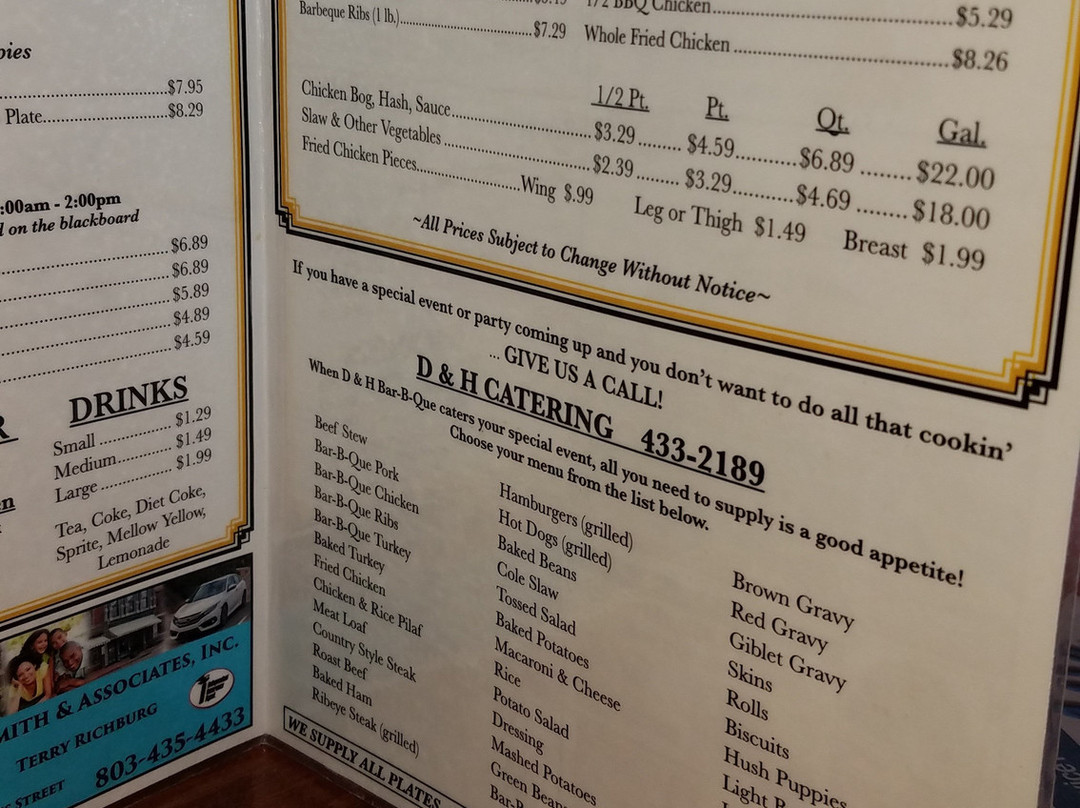 pies
$7.95
Plate $8.29
:00am - 2:00pm
on the blackboard
$6.89
$6.89
$5.89
$4.89
$4.59
DRINKS
Small $1.29
Medium $1.49
Large $1.99
Tea, Coke, Diet Coke,
Sprite, Mellow Yellow,
Lemonade
& ASSOCIATES, INC.
TERRY RICHBURG
STREET 803-435-4433
1/2 BBQ Chicken $5.29
Barbeque Ribs (1 lb.) $7.29 Whole Fried Chicken $8.26
1/2 Pt. Pt. Qt. Gal.
Chicken Bog, Hash, Sauce $3.29 $4.59 $6.89 $22.00
Slaw & Other Vegetables $2.39 $3.29 $4.69 $18.00
Fried Chicken Pieces Wing $.99 Leg or Thigh $1.49 Breast $1.99
~All Prices Subject to Change Without Notice~
If you have a special event or party coming up and you don't want to do all that cookin'
... GIVE US A CALL!
D & H CATERING 433-2189
When D & H Bar-B-Que caters your special event, all you need to supply is a good appetite!
Choose your menu from the list below.
Beef Stew
Bar-B-Que Pork
Bar-B-Que Chicken
Bar-B-Que Ribs
Bar-B-Que Turkey
Baked Turkey
Fried Chicken
Chicken & Rice Pilaf
Meat Loaf
Country Style Steak
Roast Beef
Baked Ham
Ribeye Steak (grilled)
Hamburgers (grilled)
Hot Dogs (grilled)
Baked Beans
Cole Slaw
Tossed Salad
Baked Potatoes
Macaroni & Cheese
Rice
Potato Salad
Dressing
Mashed Potatoes
Green Beans
Brown Gravy
Red Gravy
Giblet Gravy
Skins
Rolls
Biscuits
Hush Puppies
Light
WE SUPPLY ALL PLATES